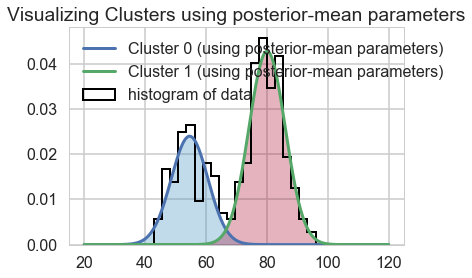 Visualizing Clusters using posterior-mean parameters
Cluster 0 (using posterior-mean parameters)
Cluster 1 (using posterior-mean parameters)
histogram of data
0.04
0.03
0.02
0.01
0.00
20 40 60 80 100 120